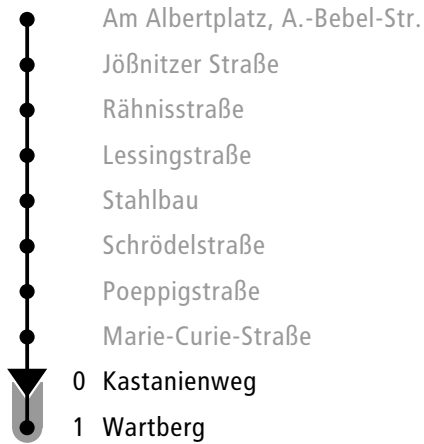 Am Albertplatz, A.-Bebel-Str.
Jößnitzer Straße
Rähnisstraße
Lessingstraße
Stahlbau
Schrödelstraße
Poeppigstraße
Marie-Curie-Straße
0 Kastanienweg
1 Wartberg